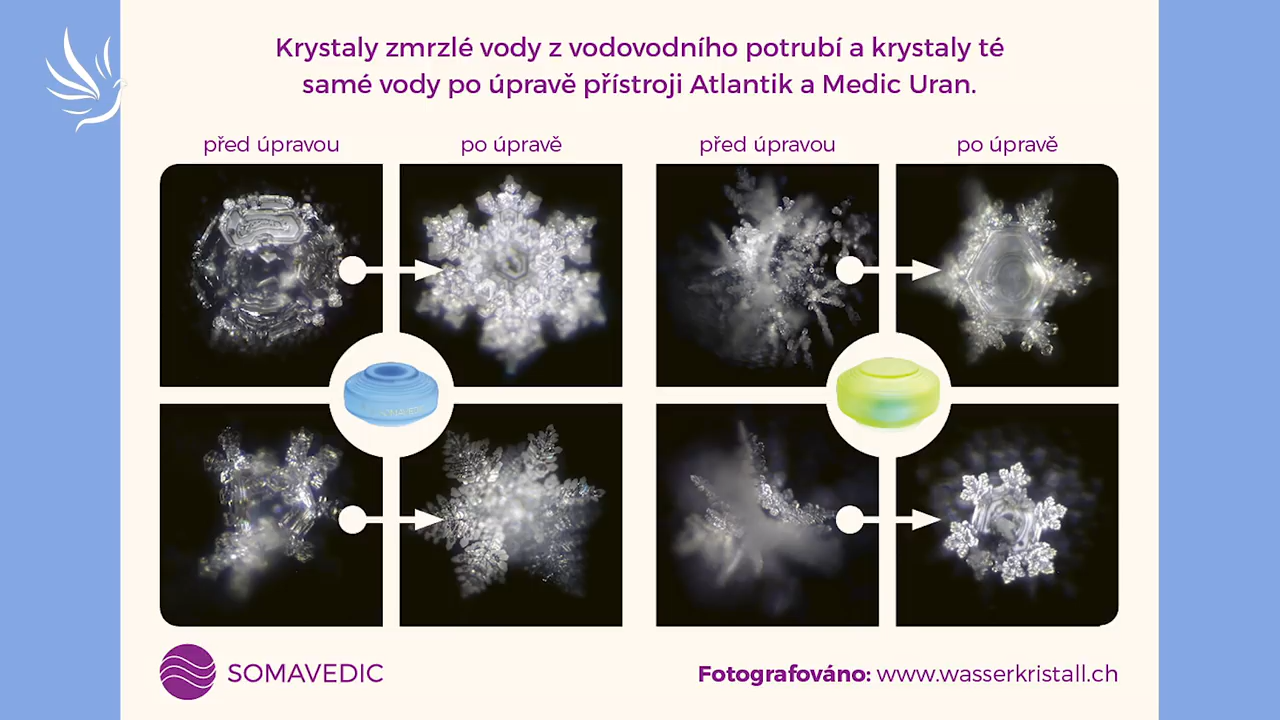 Krystaly zmrzlé vody z vodovodního potrubí a krystaly té
samé vody po úpravě přístroji Atlantik a Medic Uran.
před úpravou
po úpravě
před úpravou
po úpravě
SOMAVEDIC
Fotografováno: www.wasserkristall.ch